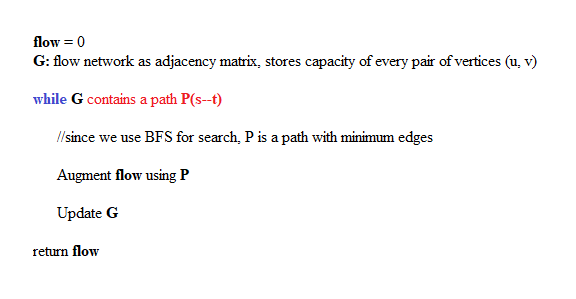 flow = 0
G: flow network as adjacency matrix, stores capacity of every pair of vertices (u, v)
while G contains a path P(s--t)
//since we use BFS for search, P is a path with minimum edges
Augment flow using P
Update G
return flow